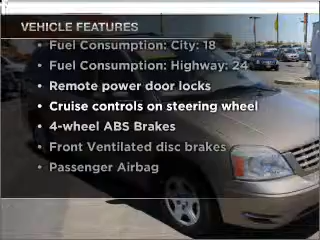 VEHICLE FEATURES
• Fuel Consumption: City: 18
• Fuel Consumption: Highway: 24
• Remote power door locks
• Cruise controls on steering wheel
• 4-wheel ABS Brakes
• Front Ventilated disc brakes
• Passenger Airbag